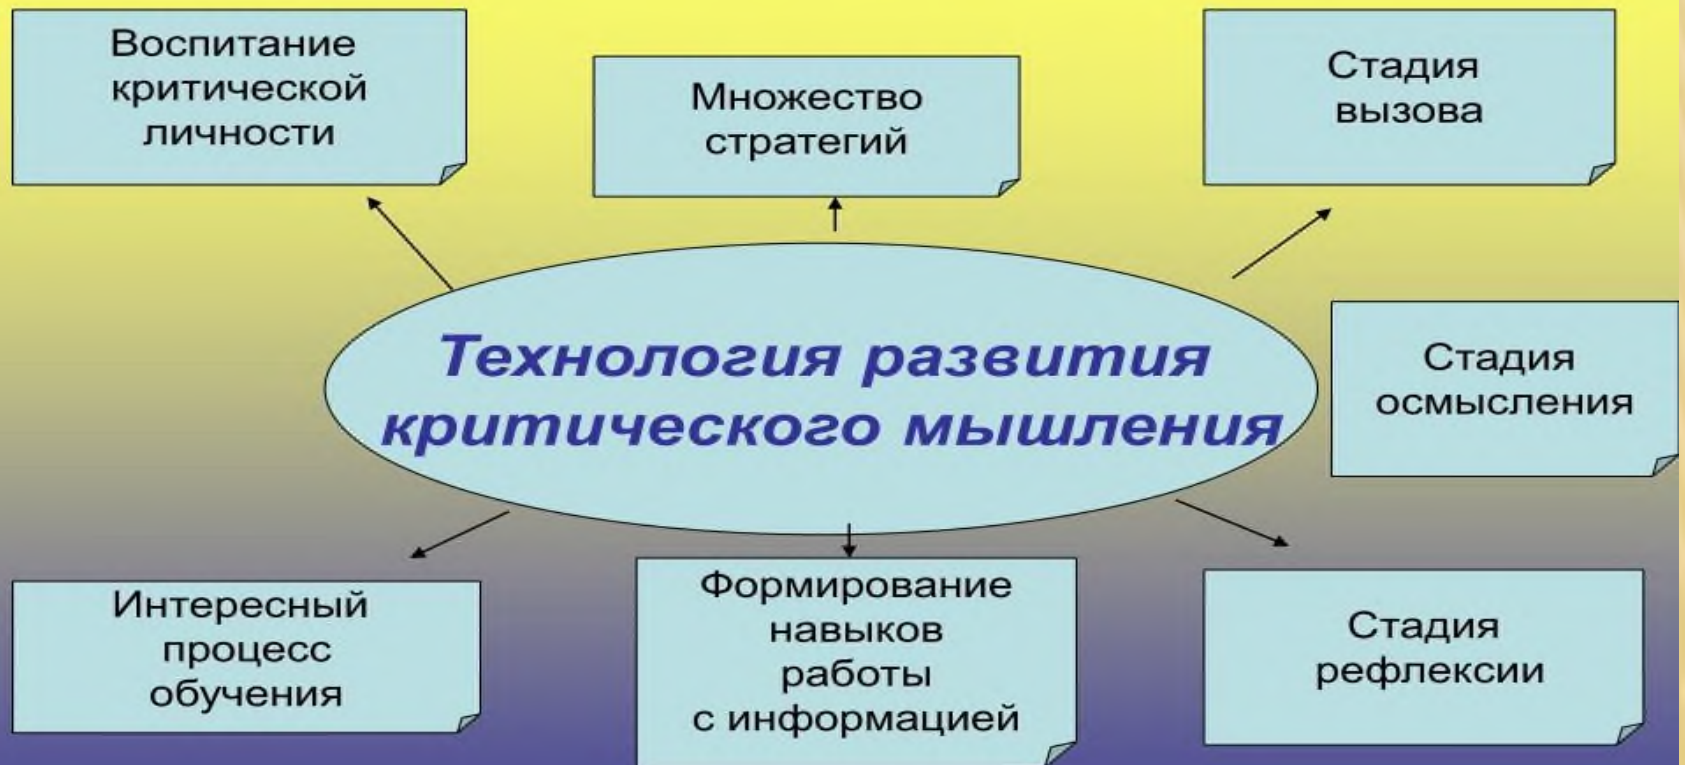 Воспитание
критической
личности
Множество
стратегий
Стадия
вызова
Технология развития
критического мышления
Стадия
осмысления
Интересный
процесс
обучения
Формирование
навыков
работы
с информацией
Стадия
рефлексии